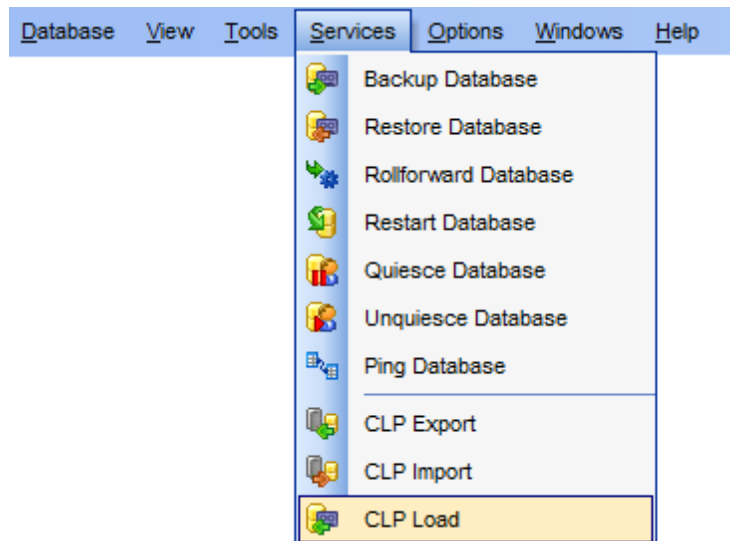 Database View Tools Services Options Windows Help
Backup Database
Restore Database
Rollforward Database
Restart Database
Quiesce Database
Unquiesce Database
Ping Database
CLP Export
CLP Import
CLP Load